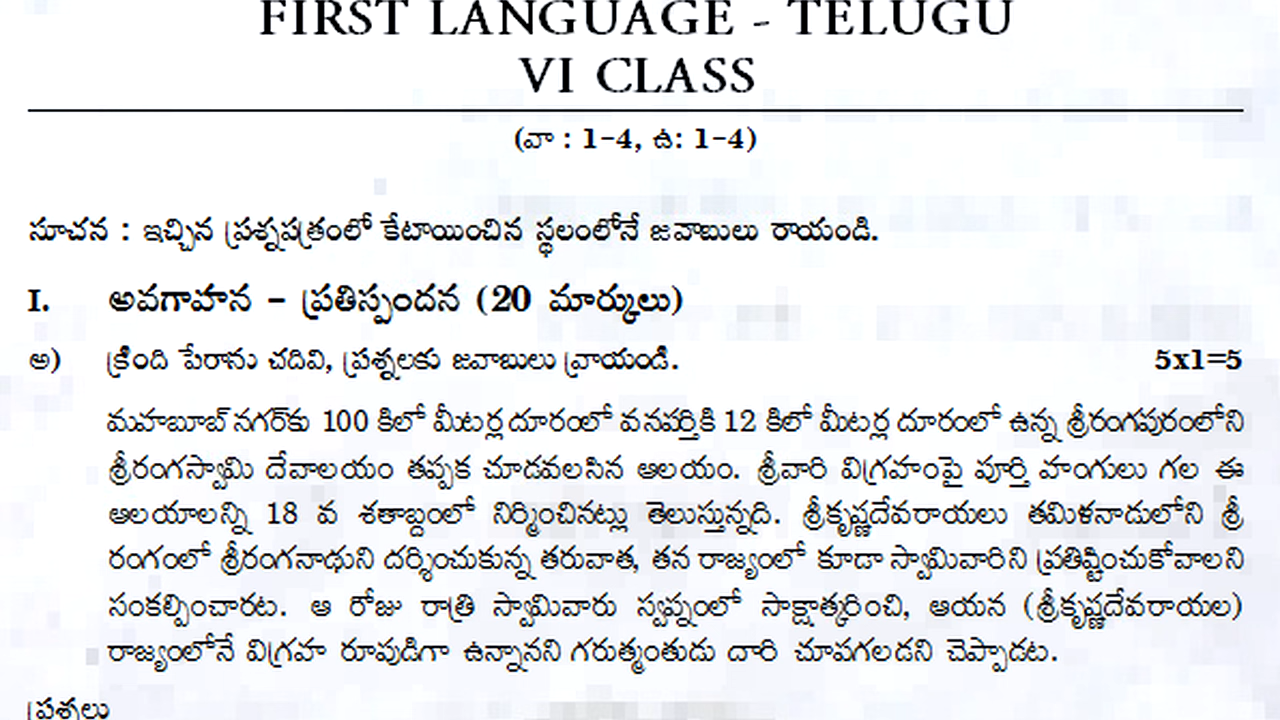 FIRST LANGUAGE - TELUGU
VI CLASS
(వా : 1-4, ఉ: 1-4)
సూచన : ఇచ్చిన ప్రశ్నపత్రంలో కేటాయించిన స్థలంలోనే జవాబులు రాయండి.
I. అవగాహన – ప్రతిస్పందన (20 మార్కులు)
అ) క్రింది పేరాను చదివి, ప్రశ్నలకు జవాబులు వ్రాయండి. 5x1=5
మహబూబ్ నగర్‌కు 100 కిలో మీటర్ల దూరంలో వనపర్తికి 12 కిలో మీటర్ల దూరంలో ఉన్న శ్రీరంగపురంలోని
శ్రీరంగస్వామి దేవాలయం తప్పక చూడవలసిన ఆలయం. శ్రీవారి విగ్రహంపై పూర్తి హంగులు గల ఈ
ఆలయాలన్ని 18 వ శతాబ్దంలో నిర్మించినట్లు తెలుస్తున్నది. శ్రీకృష్ణదేవరాయలు తమిళనాడులోని శ్రీ
రంగంలో శ్రీరంగనాథుని దర్శించుకున్న తరువాత, తన రాజ్యంలో కూడా స్వామివారిని ప్రతిష్టించుకోవాలని
సంకల్పించారట. ఆ రోజు రాత్రి స్వామివారు స్వప్నంలో సాక్షాత్కరించి, ఆయన (శ్రీకృష్ణదేవరాయల)
రాజ్యంలోనే విగ్రహ రూపుడిగా ఉన్నానని గరుత్మంతుడు దారి చూపగలడని చెప్పాడట.
ప్రశ్నలు